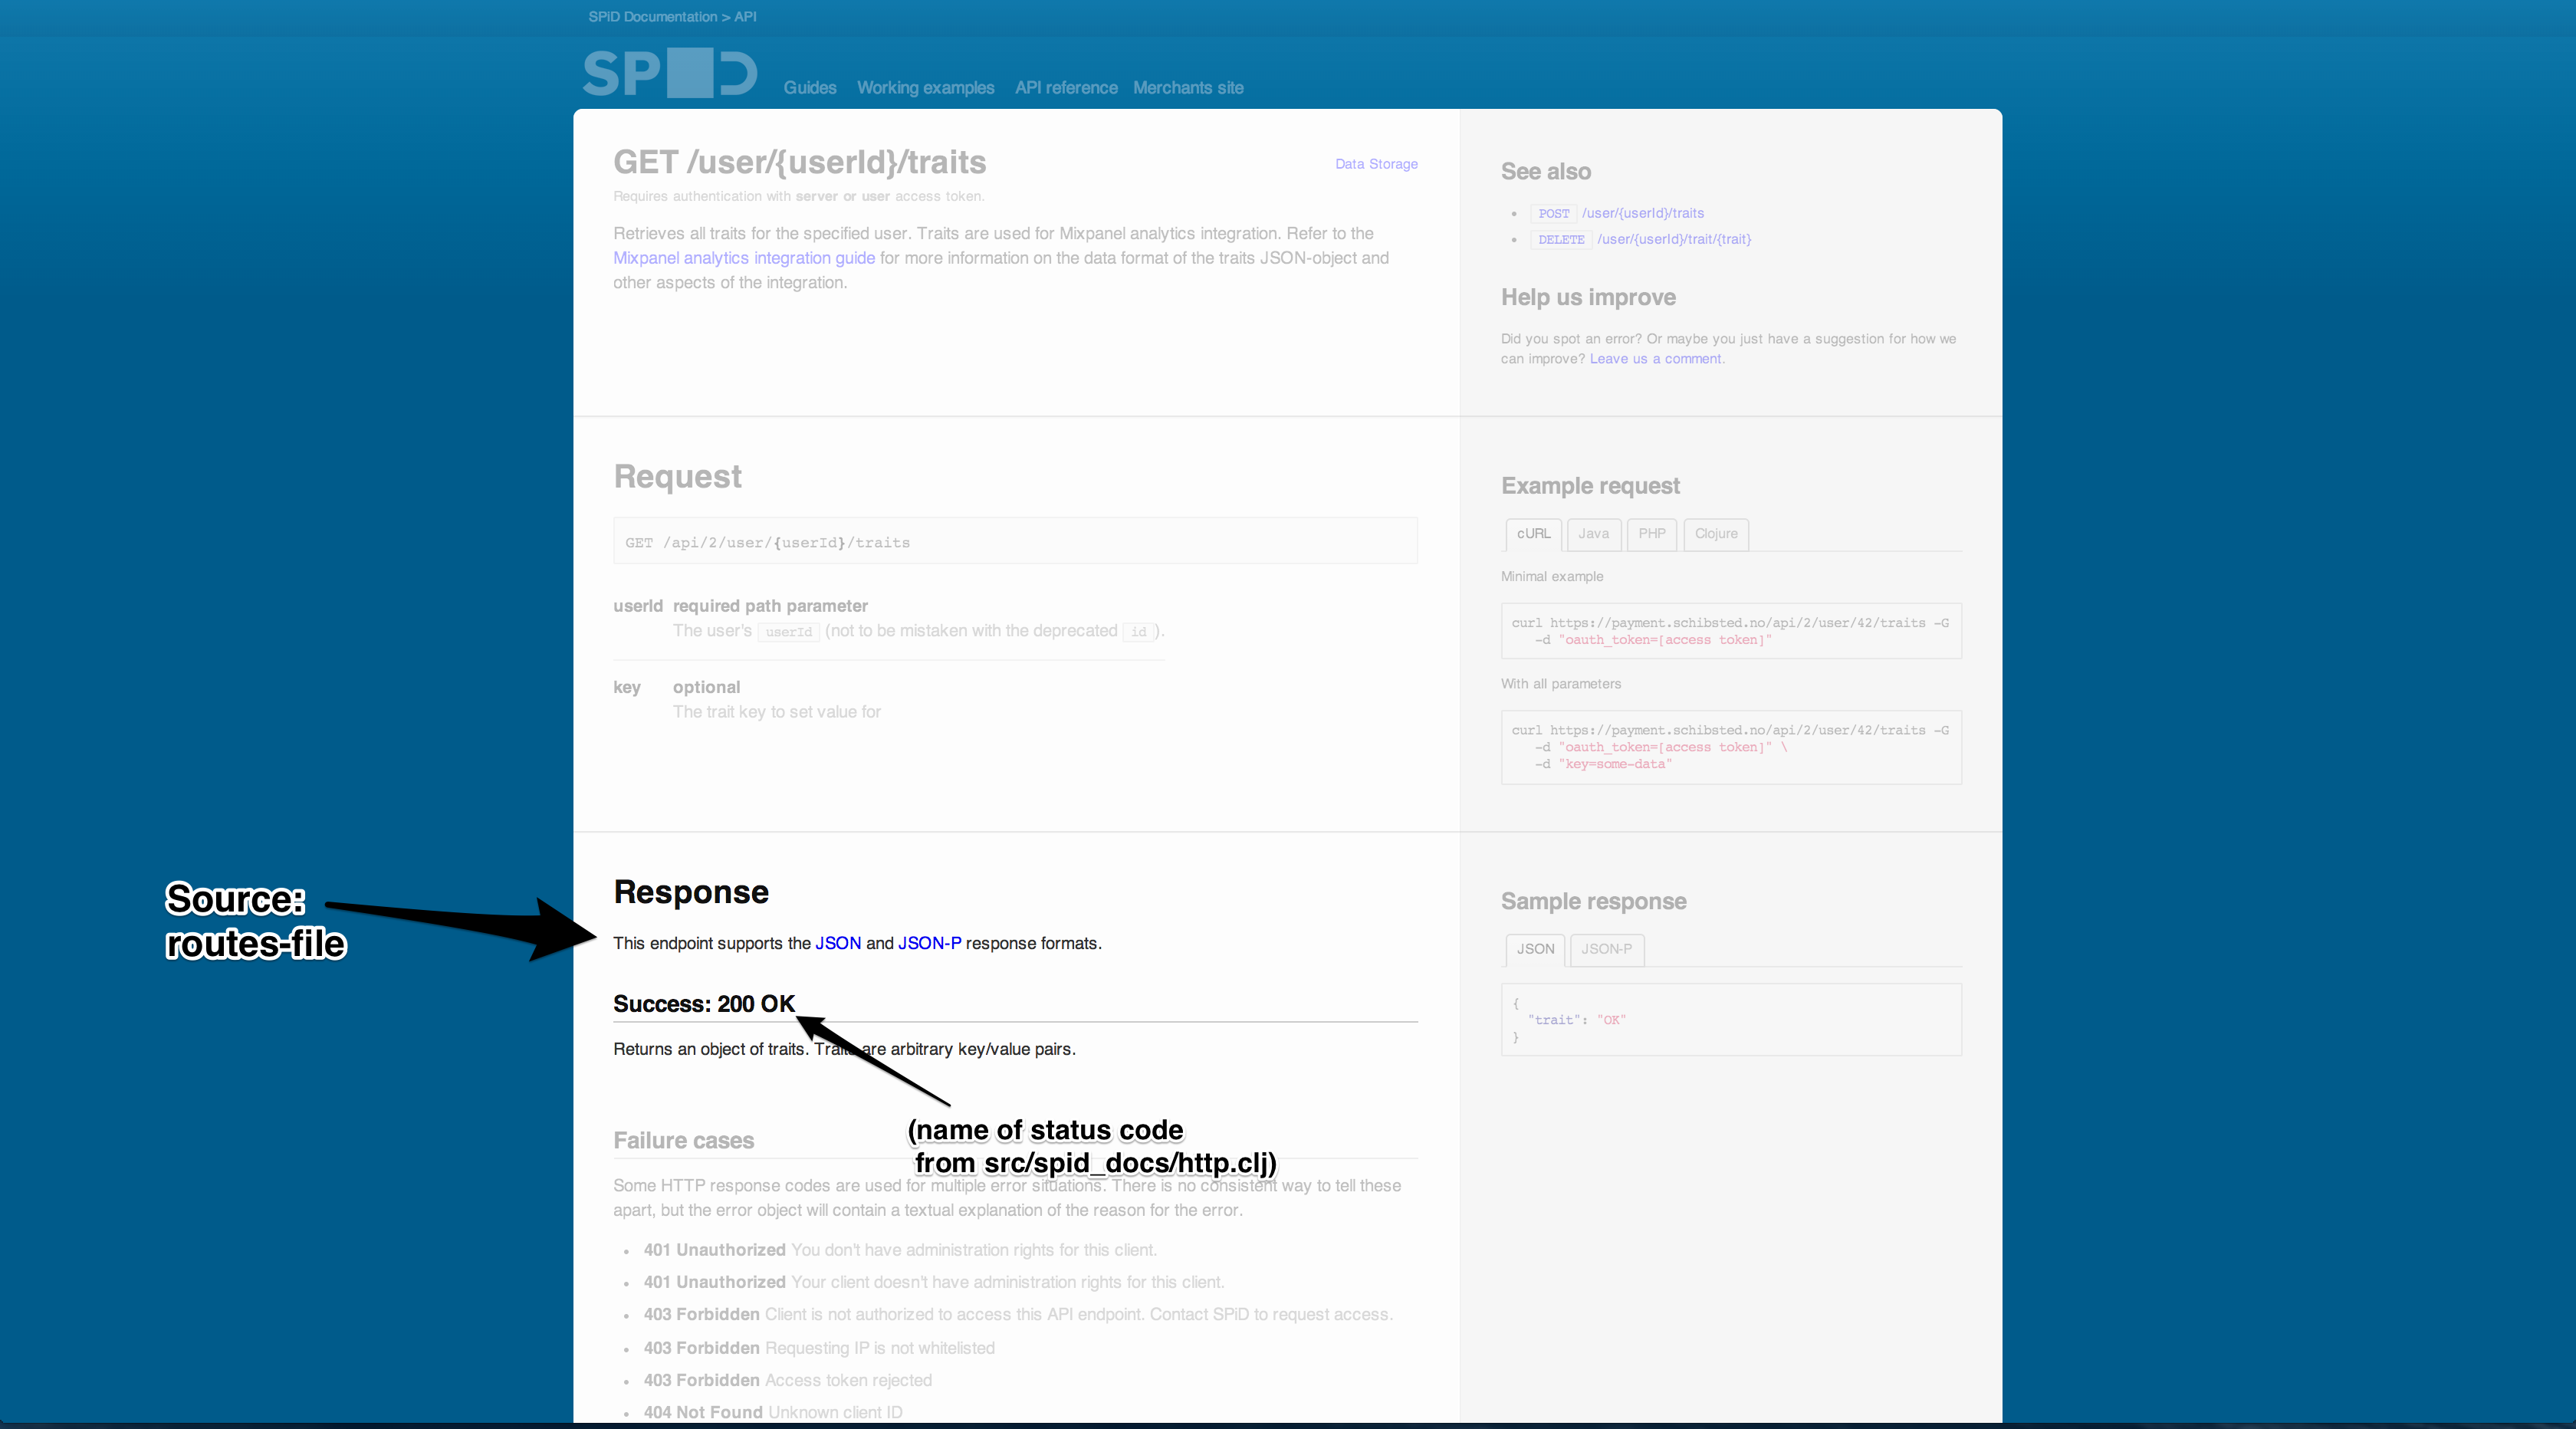 SPiD Documentation > API
SPD
Guides Working examples API reference Merchants site
GET /user/{userId}/traits
Data Storage
Requires authentication with server or user access token.
Retrieves all traits for the specified user. Traits are used for Mixpanel analytics integration. Refer to the
Mixpanel analytics integration guide for more information on the data format of the traits JSON-object and
other aspects of the integration.
See also
• POST /user/{userId}/traits
• DELETE /user/{userId}/trait/{trait}
Help us improve
Did you spot an error? Or maybe you just have a suggestion for how we
can improve? Leave us a comment.
Request
GET /api/2/user/{userId}/traits
userId required path parameter
The user's userId (not to be mistaken with the deprecated id ).
key optional
The trait key to set value for
Example request
cURL Java PHP Clojure
Minimal example
curl https://payment.schibsted.no/api/2/user/42/traits -G
-d "oauth_token=[access token]"
With all parameters
curl https://payment.schibsted.no/api/2/user/42/traits -G
-d "oauth_token=[access token]" \
-d "key=some-data"
Source:
routes-file
Response
This endpoint supports the JSON and JSON-P response formats.
Success: 200 OK
Returns an object of traits. Traits are arbitrary key/value pairs.
(name of status code
from src/spid_docs/http.clj)
Failure cases
Some HTTP response codes are used for multiple error situations. There is no consistent way to tell these
apart, but the error object will contain a textual explanation of the reason for the error.
• 401 Unauthorized You don't have administration rights for this client.
• 401 Unauthorized Your client doesn't have administration rights for this client.
• 403 Forbidden Client is not authorized to access this API endpoint. Contact SPiD to request access.
• 403 Forbidden Requesting IP is not whitelisted
• 403 Forbidden Access token rejected
• 404 Not Found Unknown client ID
Sample response
JSON JSON-P
{
"trait": "OK"
}